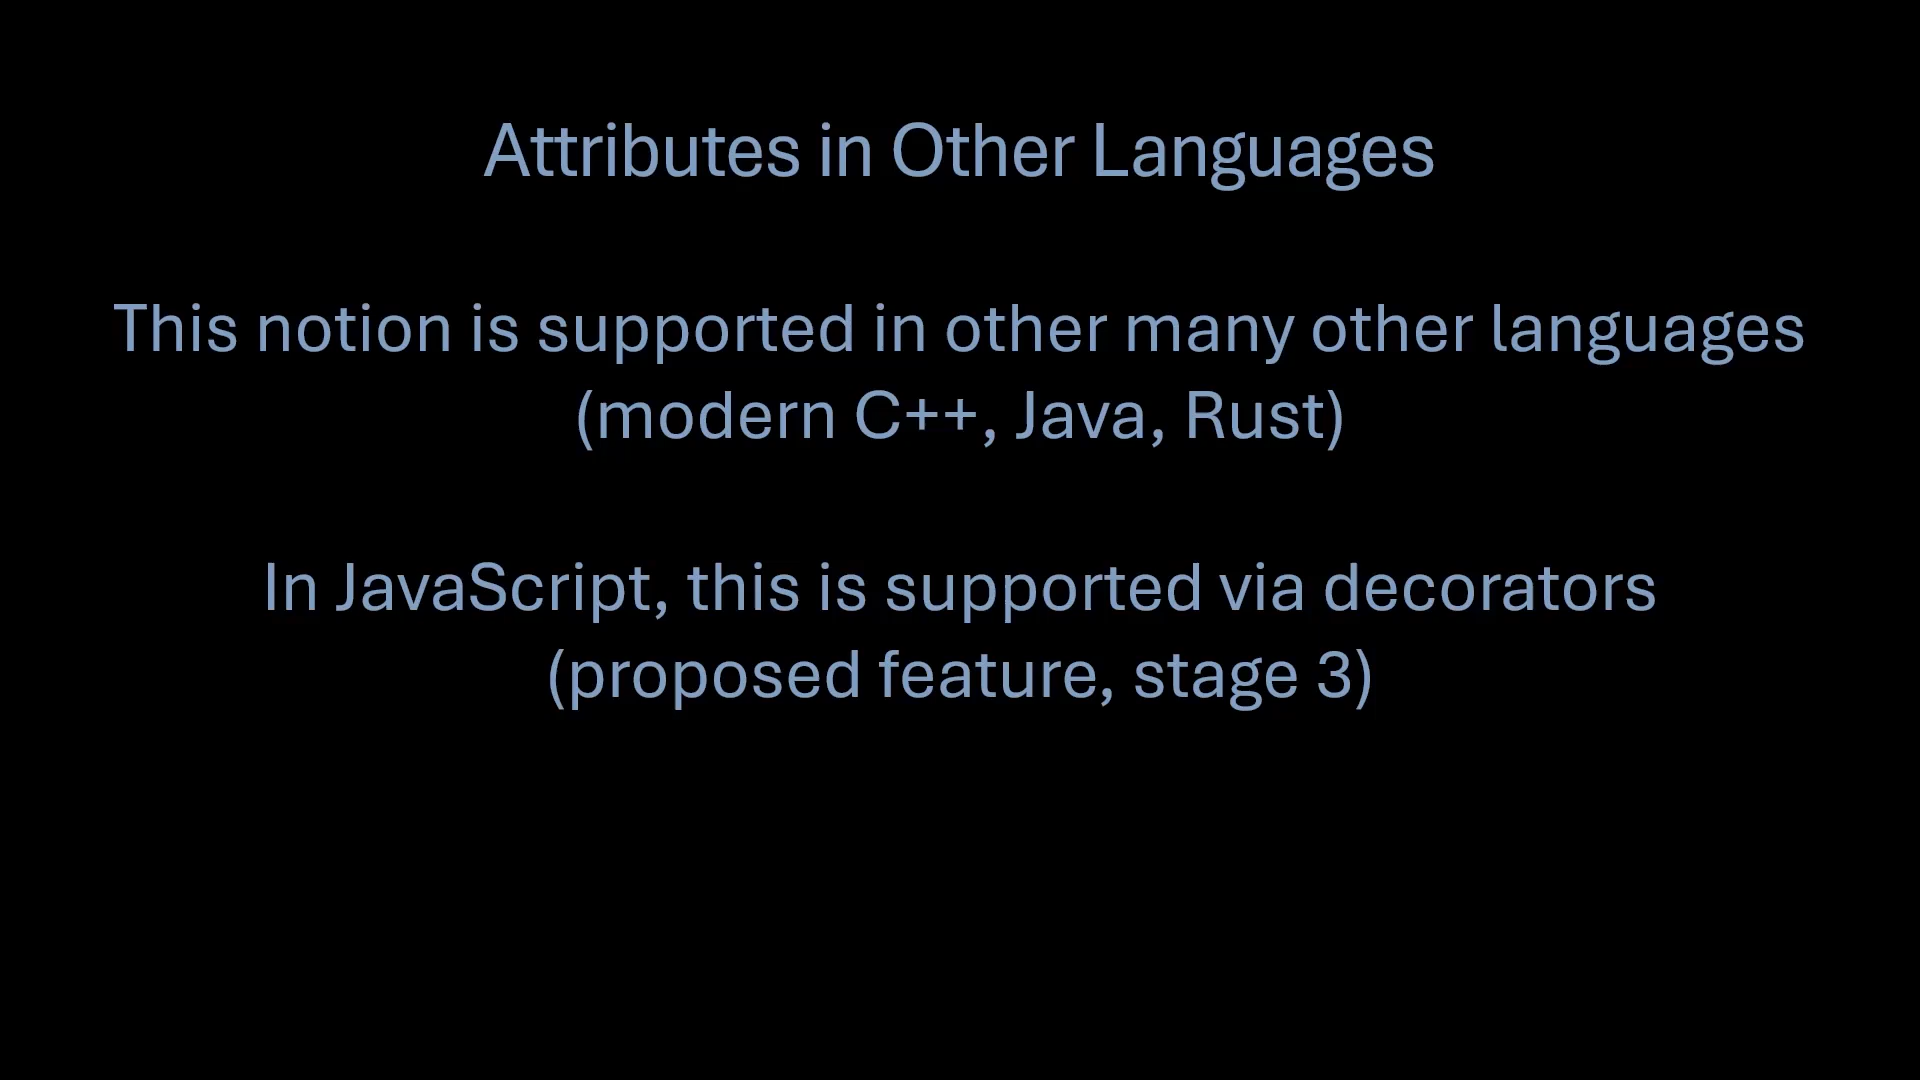 Attributes in Other Languages
This notion is supported in other many other languages
(modern C++, Java, Rust)
In JavaScript, this is supported via decorators
(proposed feature, stage 3)